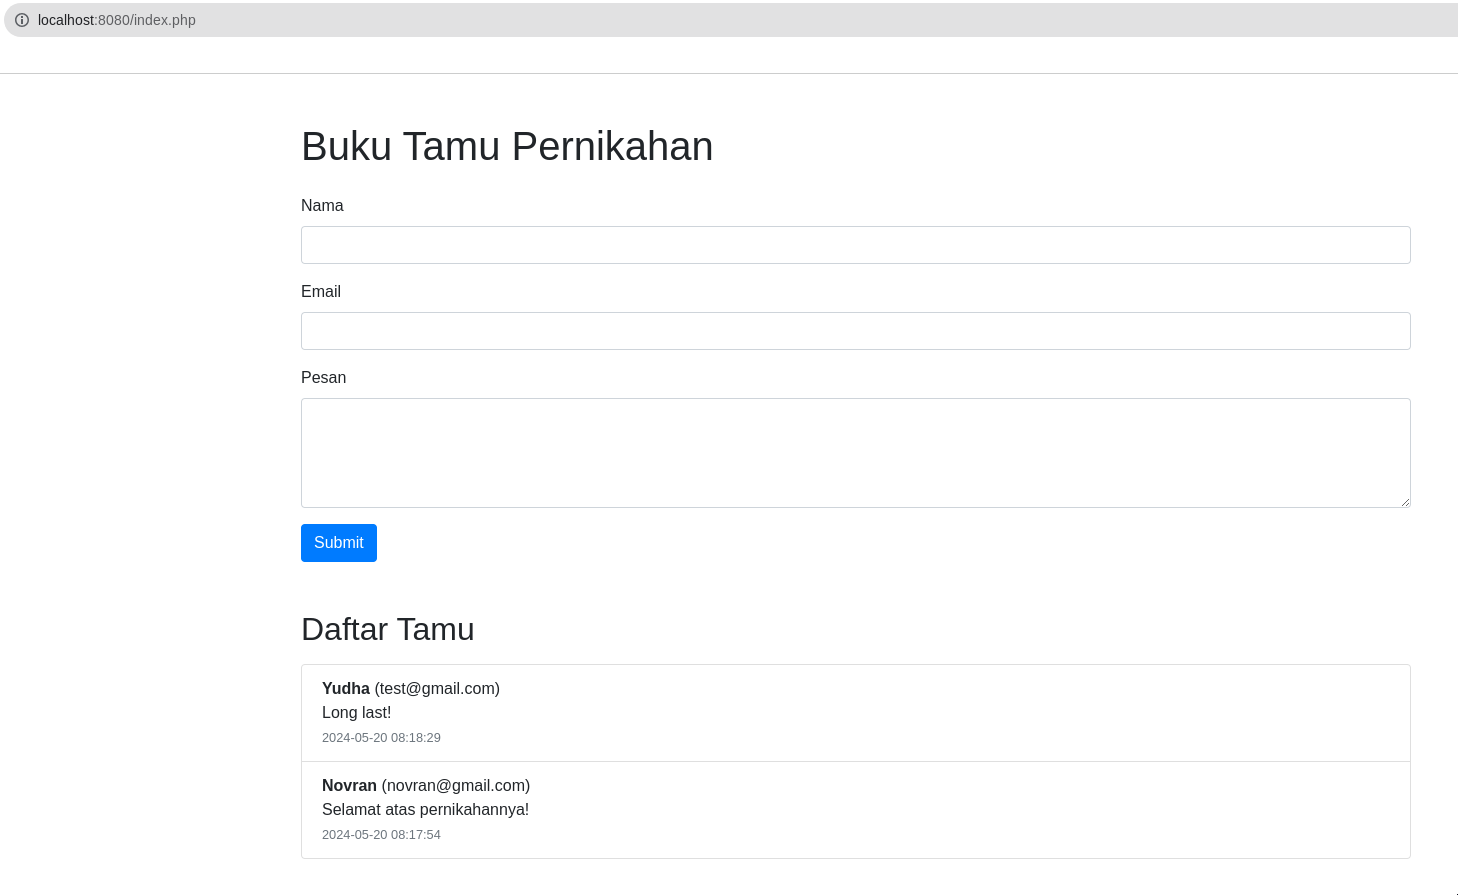 localhost:8080/index.php
Buku Tamu Pernikahan
Nama
Email
Pesan
Submit
Daftar Tamu
Yudha (test@gmail.com)
Long last!
2024-05-20 08:18:29
Novran (novran@gmail.com)
Selamat atas pernikahannya!
2024-05-20 08:17:54